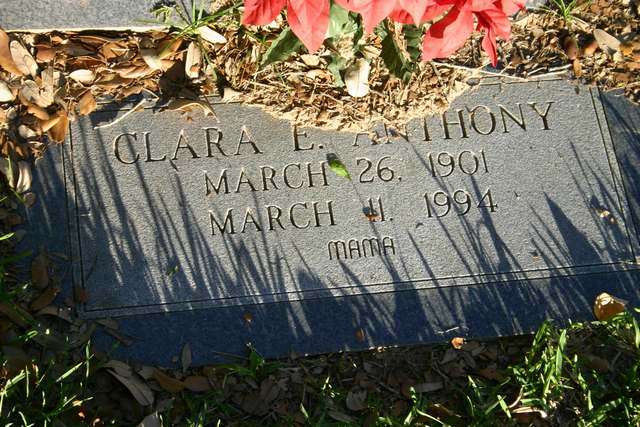 CLARA E. ANTHONY
MARCH 26, 1901
MARCH 11, 1994
MAMA